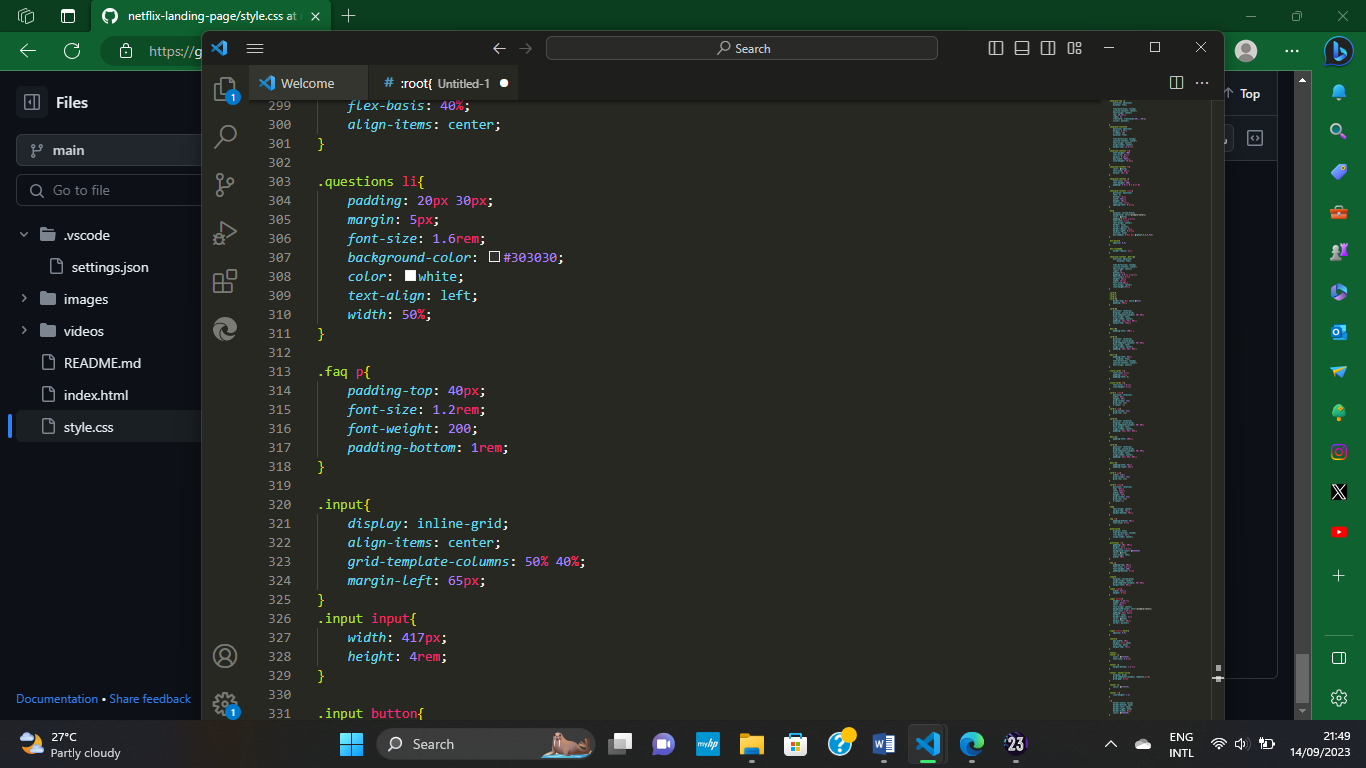 netflix-landing-page/style.css at
https://g
Search
Files
Welcome
# :root{ Untitled-1
Top
main
Go to file
.vscode
settings.json
images
videos
README.md
index.html
style.css
299 flex-basis: 40%;
300 align-items: center;
301 }
302
303 .questions li{
304 padding: 20px 30px;
305 margin: 5px;
306 font-size: 1.6rem;
307 background-color: #303030;
308 color: white;
309 text-align: left;
310 width: 50%;
311 }
312
313 .faq p{
314 padding-top: 40px;
315 font-size: 1.2rem;
316 font-weight: 200;
317 padding-bottom: 1rem;
318 }
319
320 .input{
321 display: inline-grid;
322 align-items: center;
323 grid-template-columns: 50% 40%;
324 margin-left: 65px;
325 }
326 .input input{
327 width: 417px;
328 height: 4rem;
329 }
330
331 .input button{
1
1
Documentation • Share feedback
27°C
Partly cloudy
Search
myhp
23
ENG
INTL
21:49
14/09/2023